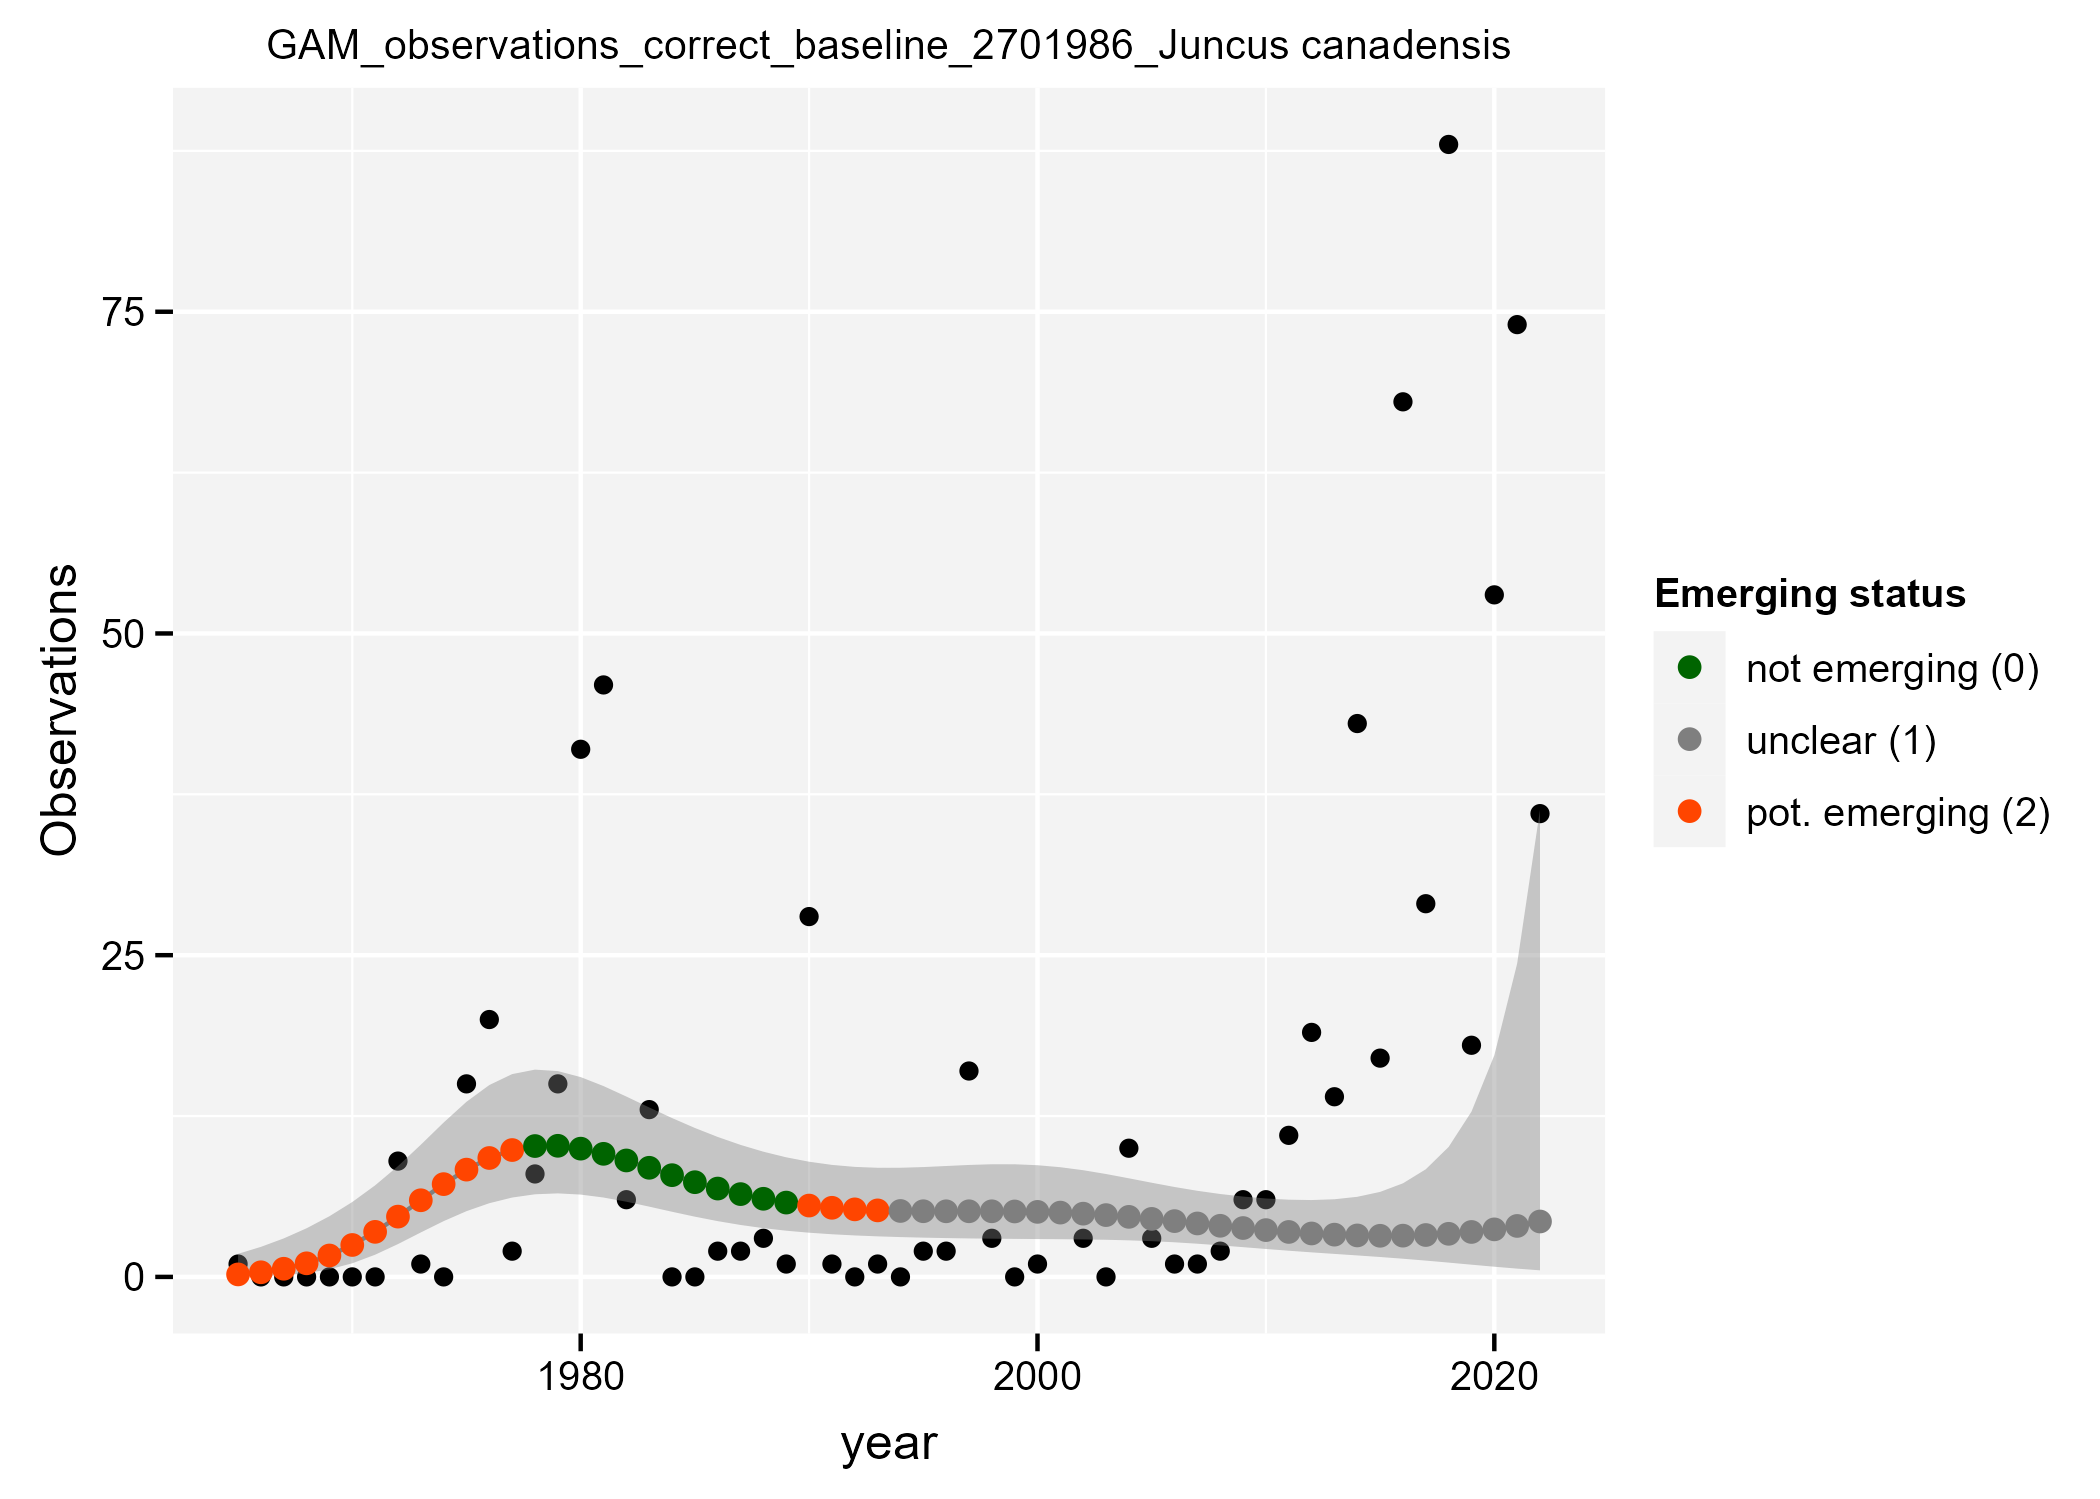 GAM_observations_correct_baseline_2701986_Juncus canadensis
75
50
25
0
Observations
1980
2000
2020
year
Emerging status
not emerging (0)
unclear (1)
pot. emerging (2)